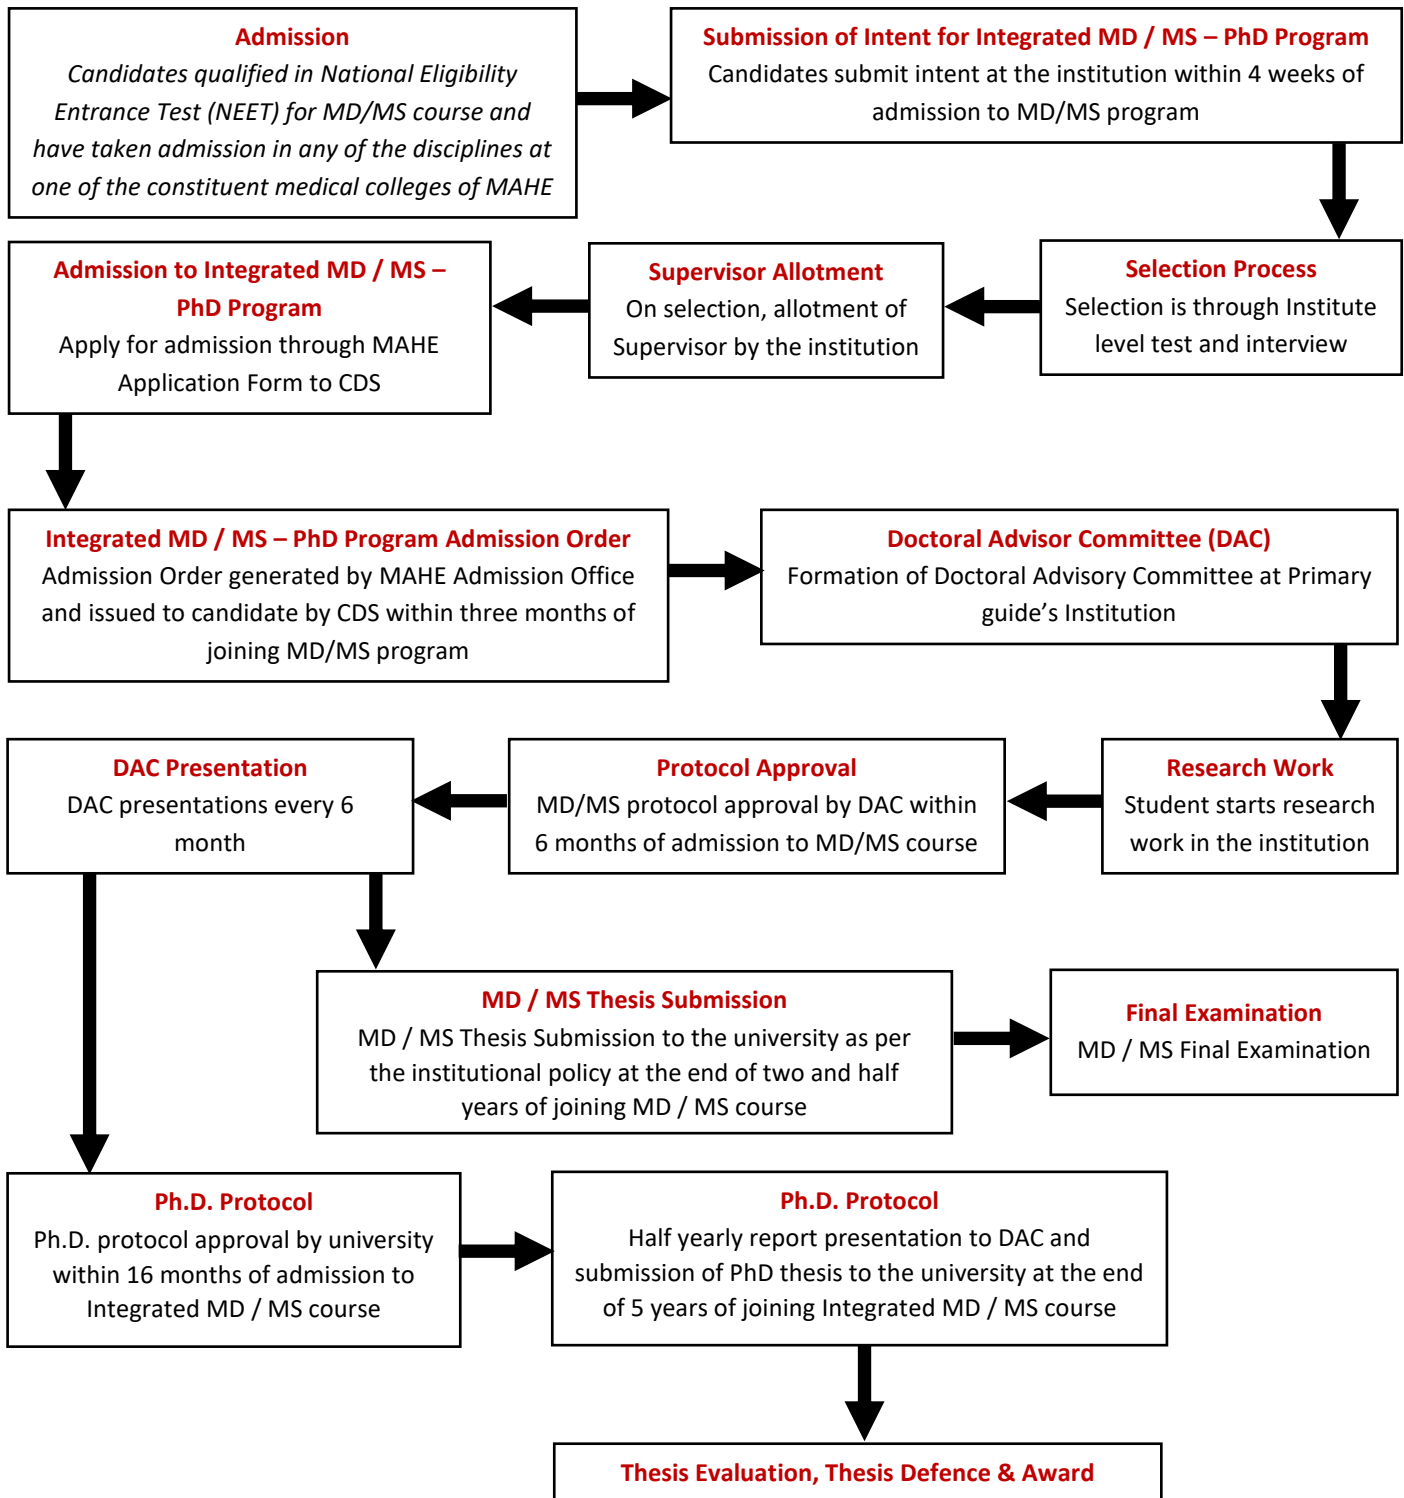 Admission
Candidates qualified in National Eligibility
Entrance Test (NEET) for MD/MS course and
have taken admission in any of the disciplines at
one of the constituent medical colleges of MAHE
Submission of Intent for Integrated MD / MS – PhD Program
Candidates submit intent at the institution within 4 weeks of
admission to MD/MS program
Selection Process
Selection is through Institute
level test and interview
Supervisor Allotment
On selection, allotment of
Supervisor by the institution
Admission to Integrated MD / MS –
PhD Program
Apply for admission through MAHE
Application Form to CDS
Integrated MD / MS – PhD Program Admission Order
Admission Order generated by MAHE Admission Office
and issued to candidate by CDS within three months of
joining MD/MS program
Doctoral Advisor Committee (DAC)
Formation of Doctoral Advisory Committee at Primary
guide's Institution
Research Work
Student starts research
work in the institution
Protocol Approval
MD/MS protocol approval by DAC within
6 months of admission to MD/MS course
DAC Presentation
DAC presentations every 6
month
MD / MS Thesis Submission
MD / MS Thesis Submission to the university as per
the institutional policy at the end of two and half
years of joining MD / MS course
Final Examination
MD / MS Final Examination
Ph.D. Protocol
Ph.D. protocol approval by university
within 16 months of admission to
Integrated MD / MS course
Ph.D. Protocol
Half yearly report presentation to DAC and
submission of PhD thesis to the university at the end
of 5 years of joining Integrated MD / MS course
Thesis Evaluation, Thesis Defence & Award